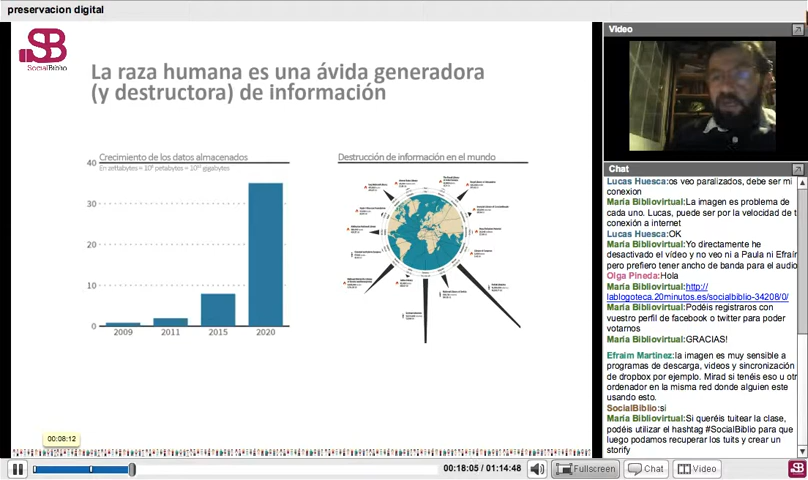 preservacion digital
SB
SocialBiblio
La raza humana es una ávida generadora
(y destructora) de información
Crecimiento de los datos almacenados
En zettabytes = 10⁶ petabytes = 10¹² gigabytes
40
30
20
10
0
2009 2011 2015 2020
Destrucción de información en el mundo
00:08:12
00:18:05 / 01:14:48
Fullscreen
Chat
Video
SB
Video
Chat
Lucas Huesca:os veo paralizados, debe ser mi
conexion
Maria Bibliovirtual:La imagen es problema de
cada uno. Lucas, puede ser por la velocidad de t
conexión a internet
Lucas Huesca:OK
Maria Bibliovirtual:Yo directamente he
desactivado el vídeo y no veo ni a Paula ni Efraín
pero prefiero tener ancho de banda para el audio
Olga Pineda:Hola
Maria Bibliovirtual:http://
lablogoteca.20minutos.es/socialbiblio-34208/0/
Maria Bibliovirtual:Podéis registraros con
vuestro perfil de facebook o twitter para poder
votarnos
Maria Bibliovirtual:GRACIAS!
Efraim Martinez:la imagen es muy sensible a
programas de descarga, videos y sincronización
de dropbox por ejemplo. Mirad si tenéis eso u otr
ordenador en la misma red donde alguien este
usando esto.
SocialBiblio:si
Maria Bibliovirtual:Si queréis tuitear la clase,
podéis utilizar el hashtag #SocialBiblio para que
luego podamos recuperar los tuits y crear un
storify